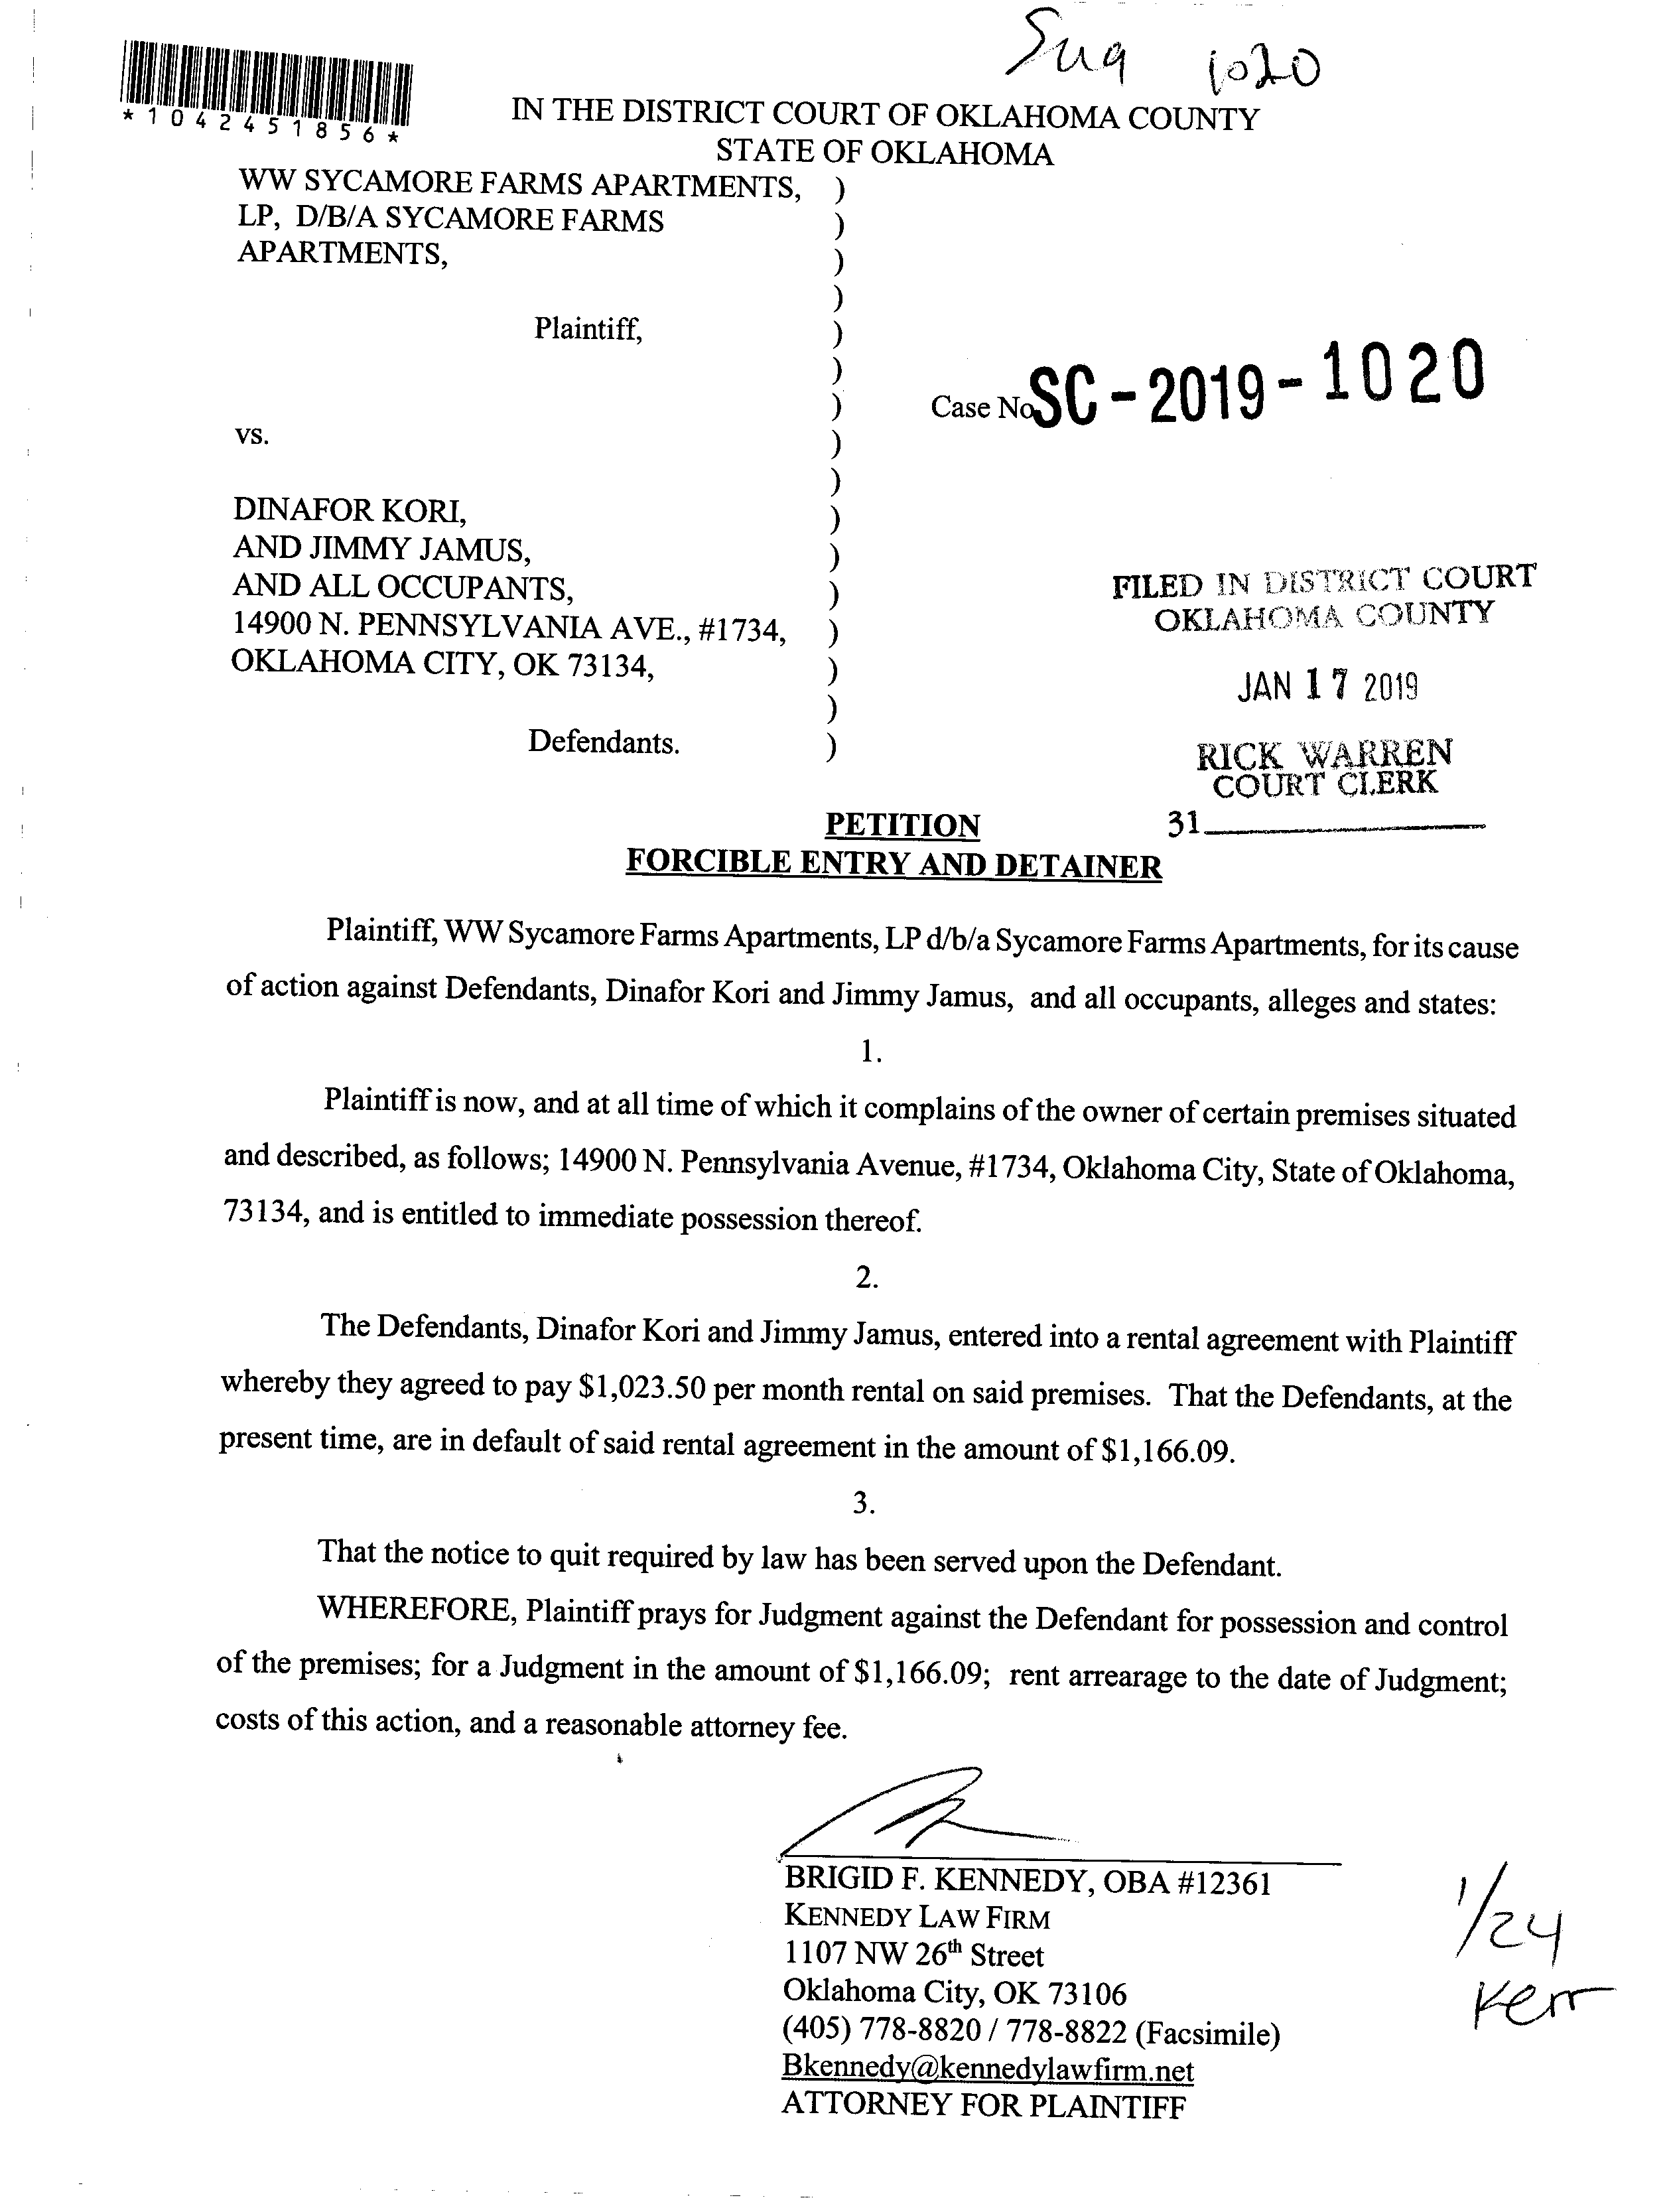 Sug 1020
*1042451856*
IN THE DISTRICT COURT OF OKLAHOMA COUNTY
STATE OF OKLAHOMA
WW SYCAMORE FARMS APARTMENTS, )
LP, D/B/A SYCAMORE FARMS )
APARTMENTS, )
)
Plaintiff, )
)
)
Case No SC-2019-1020
vs. )
)
DINAFOR KORI, )
AND JIMMY JAMUS, )
AND ALL OCCUPANTS, )
14900 N. PENNSYLVANIA AVE., #1734, )
OKLAHOMA CITY, OK 73134, )
)
Defendants. )
FILED IN DISTRICT COURT
OKLAHOMA COUNTY
JAN 17 2019
RICK WARREN
COURT CLERK
31
PETITION
FORCIBLE ENTRY AND DETAINER
Plaintiff, WW Sycamore Farms Apartments, LP d/b/a Sycamore Farms Apartments, for its cause
of action against Defendants, Dinafor Kori and Jimmy Jamus, and all occupants, alleges and states:
1.
Plaintiff is now, and at all time of which it complains of the owner of certain premises situated
and described, as follows; 14900 N. Pennsylvania Avenue, #1734, Oklahoma City, State of Oklahoma,
73134, and is entitled to immediate possession thereof.
2.
The Defendants, Dinafor Kori and Jimmy Jamus, entered into a rental agreement with Plaintiff
whereby they agreed to pay $1,023.50 per month rental on said premises. That the Defendants, at the
present time, are in default of said rental agreement in the amount of $1,166.09.
3.
That the notice to quit required by law has been served upon the Defendant.
WHEREFORE, Plaintiff prays for Judgment against the Defendant for possession and control
of the premises; for a Judgment in the amount of $1,166.09; rent arrearage to the date of Judgment;
costs of this action, and a reasonable attorney fee.
BRIGID F. KENNEDY, OBA #12361
KENNEDY LAW FIRM
1107 NW 26th Street
Oklahoma City, OK 73106
(405) 778-8820 / 778-8822 (Facsimile)
Bkennedy@kennedylawfirm.net
ATTORNEY FOR PLAINTIFF
1/24
Kerr